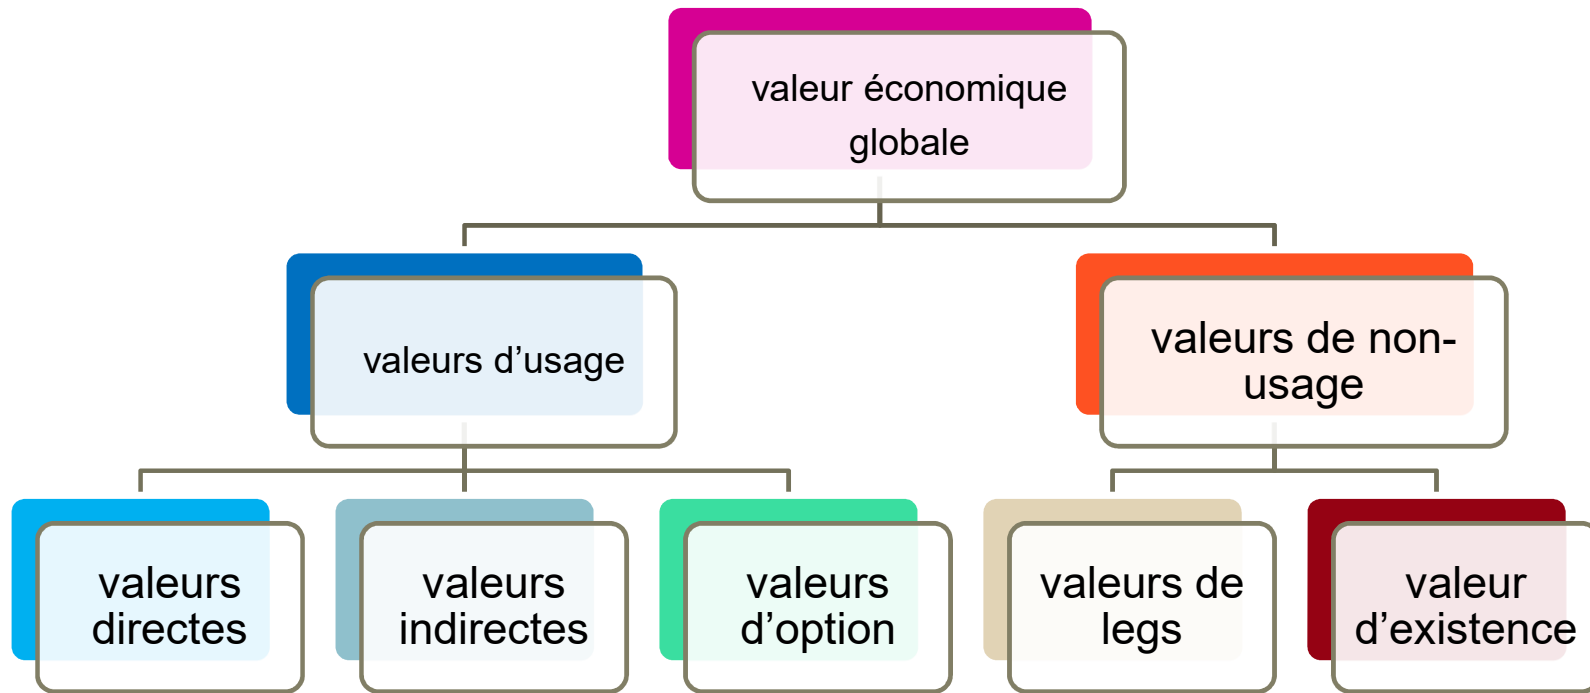 valeur économique
globale
valeurs d’usage
valeurs de non-
usage
valeurs
directes
valeurs
indirectes
valeurs
d’option
valeurs de
legs
valeur
d’existence